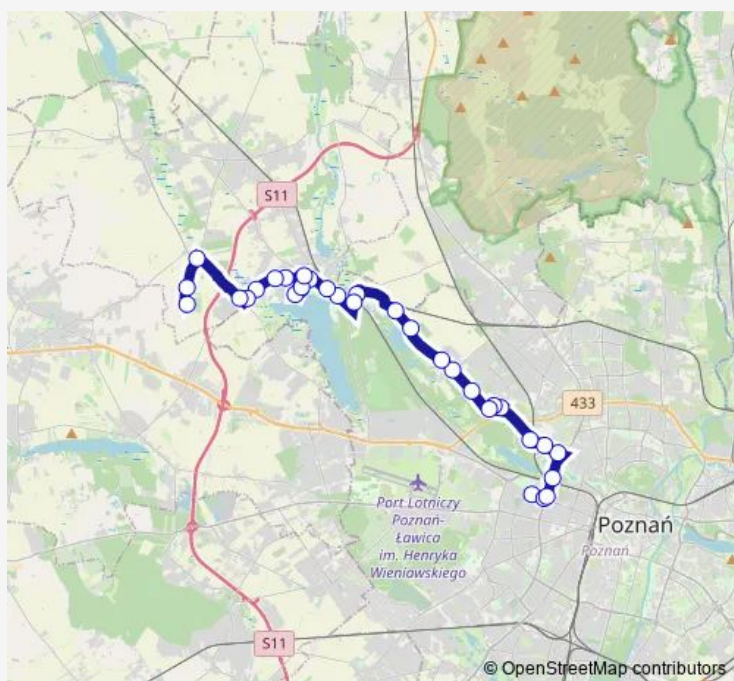 S11
433
Port Lotniczy
Poznań-
Ławica
im. Henryka
Wieniawskiego
Poznań
Poznań
S11
© OpenStreetMap contributors